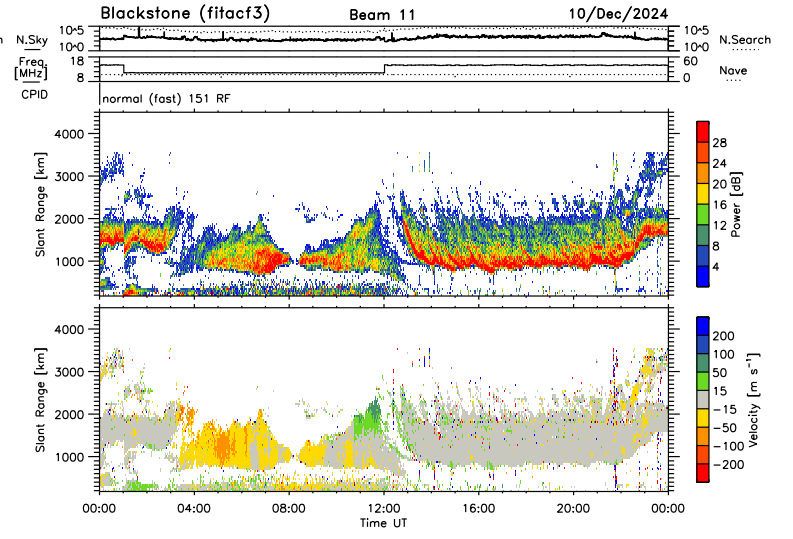 Blackstone (fitacf3) Beam 11 10/Dec/2024
n N.Sky 10^5 10^0 10^5 10^0 N.Search
Freq. [MHz] 18 8 60 0 Nave
CPID normal (fast) 151 RF
Slant Range [km]
4000
3000
2000
1000
28
24
20
16
12
8
4
Power [dB]
Slant Range [km]
4000
3000
2000
1000
200
100
50
15
-15
-50
-100
-200
Velocity [m s⁻¹]
00:00 04:00 08:00 12:00 16:00 20:00 00:00
Time UT